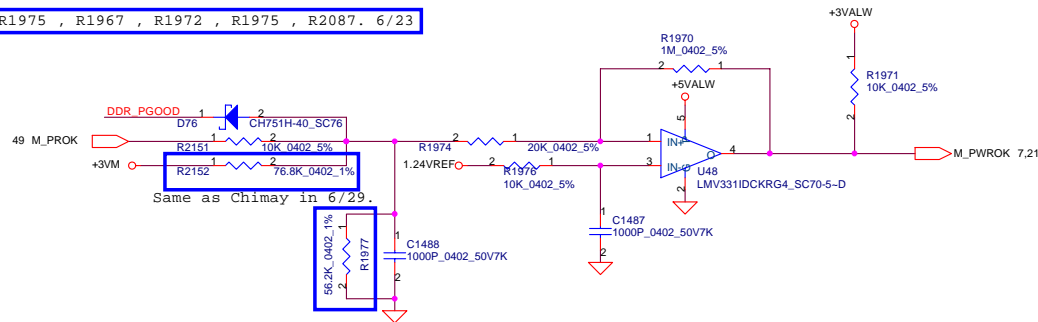 R1975 , R1967 , R1972 , R1975 , R2087. 6/23
+3VALW
R1970
1M_0402_5%
2
1
1
R1971
10K_0402_5%
2
+5VALW
DDR_PGOOD
1
2
D76
CH751H-40_SC76
5
49 M_PROK
1
2
R2151
10K_0402_5%
2
1
R1974
20K_0402_5%
1
IN+
P
O
4
M_PWROK 7,21
+3VM
1
2
R2152
76.8K_0402_1%
1.24VREF
2
1
R1976
10K_0402_5%
3
IN-
G
U48
LMV331IDCKRG4_SC70-5~D
2
Same as Chimay in 6/29.
1
56.2K_0402_1%
R1977
2
1
C1488
1000P_0402_50V7K
2
1
C1487
1000P_0402_50V7K
2